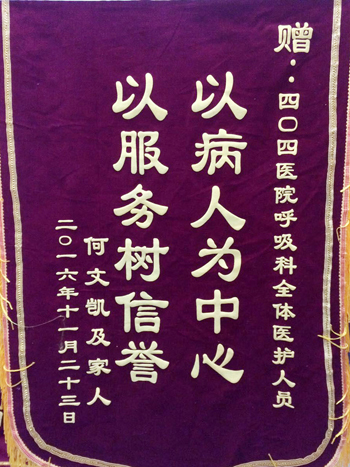 赠：四〇四医院呼吸科全体医护人员
以病人为中心
以服务树信誉
何文凯及家人
二〇一六年十一月二十三日